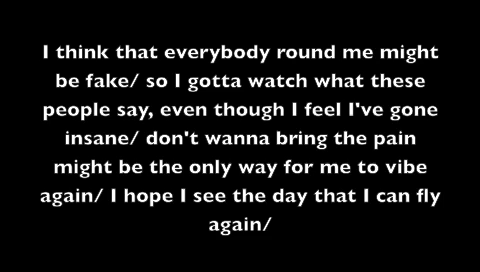 I think that everybody round me might
be fake/ so I gotta watch what these
people say, even though I feel I've gone
insane/ don't wanna bring the pain
might be the only way for me to vibe
again/ I hope I see the day that I can fly
again/